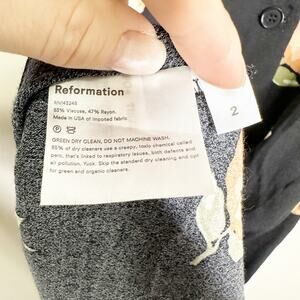 Reformation
53% Viscose, 47% Rayon.
Made in USA of imported fabric
GREEN DRY CLEAN, DO NOT MACHINE WASH.
85% of dry cleaners use a creepy, toxic chemical called
perc, that's linked to respiratory issues, birth defects and
air pollution. Yuck. Skip the standard dry cleaning and opt
for green and organic cleaners.
2